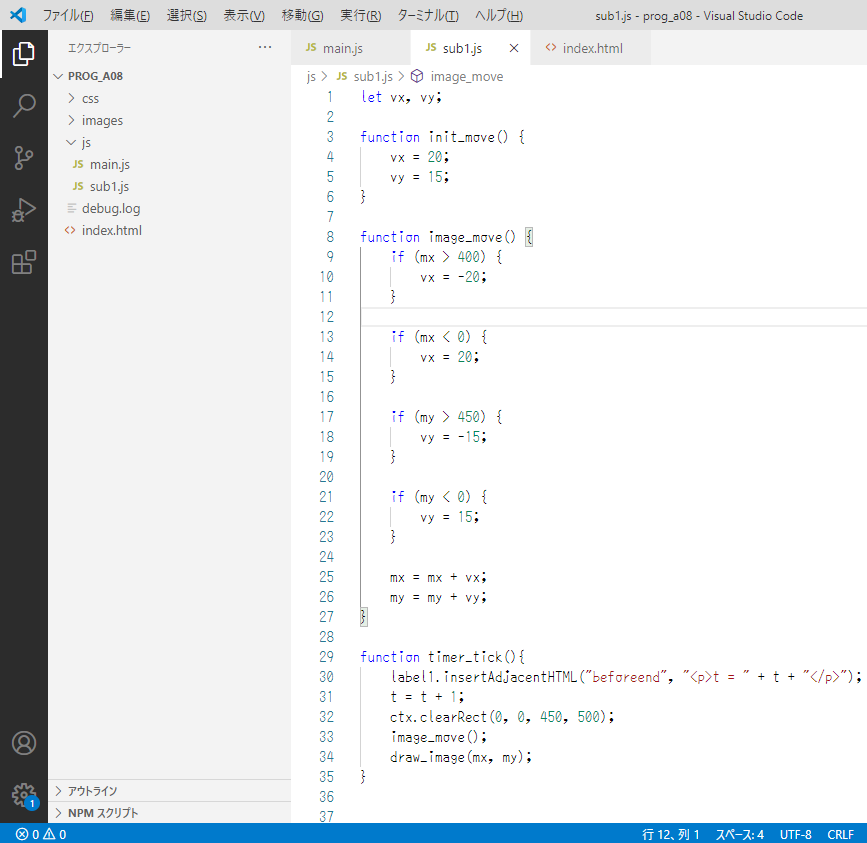 ファイル(F) 編集(E) 選択(S) 表示(V) 移動(G) 実行(R) ターミナル(T) ヘルプ(H) sub1.js - prog_a08 - Visual Studio Code
エクスプローラー ···
PROG_A08
css
images
js
JS main.js
JS sub1.js
debug.log
<> index.html
アウトライン
NPM スクリプト
1
JS main.js JS sub1.js × <> index.html
js > JS sub1.js > image_move
1 let vx, vy;
2
3 function init_move() {
4 vx = 20;
5 vy = 15;
6 }
7
8 function image_move() {
9 if (mx > 400) {
10 vx = -20;
11 }
12
13 if (mx < 0) {
14 vx = 20;
15 }
16
17 if (my > 450) {
18 vy = -15;
19 }
20
21 if (my < 0) {
22 vy = 15;
23 }
24
25 mx = mx + vx;
26 my = my + vy;
27 }
28
29 function timer_tick(){
30 label1.insertAdjacentHTML("beforeend", "<p>t = " + t + "</p>");
31 t = t + 1;
32 ctx.clearRect(0, 0, 450, 500);
33 image_move();
34 draw_image(mx, my);
35 }
36
37
0 0 行 12、列 1 スペース: 4 UTF-8 CRLF